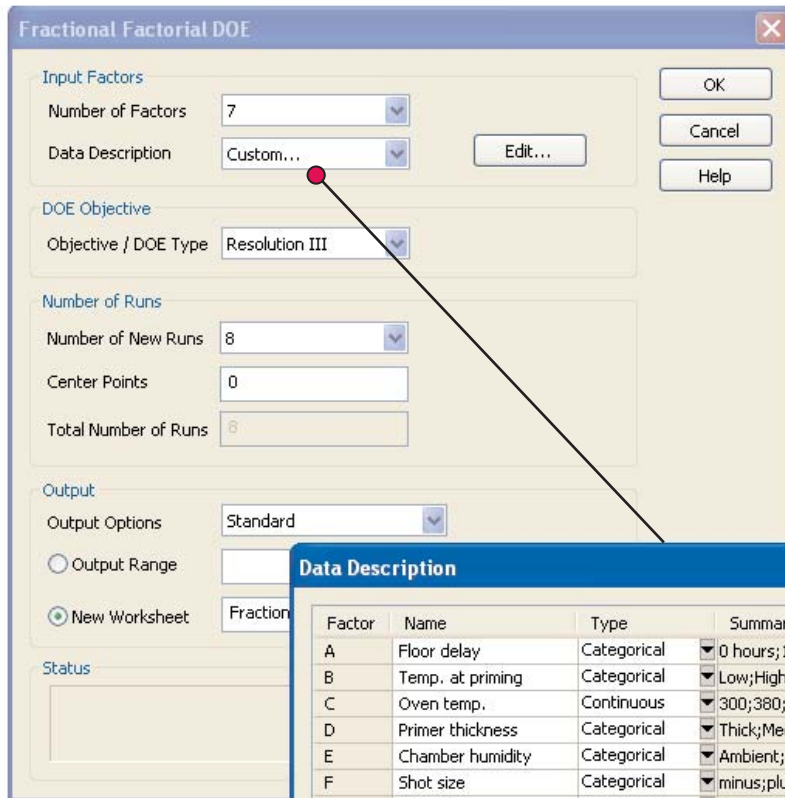 Fractional Factorial DOE
Input Factors
Number of Factors 7
Data Description Custom... Edit...
OK
Cancel
Help
DOE Objective
Objective / DOE Type Resolution III
Number of Runs
Number of New Runs 8
Center Points 0
Total Number of Runs 8
Output
Output Options Standard
Output Range
New Worksheet Fraction
Status
Data Description
Factor Name Type Summar
A Floor delay Categorical 0 hours;1
B Temp. at priming Categorical Low;High
C Oven temp. Continuous 300;380;
D Primer thickness Categorical Thick;Me
E Chamber humidity Categorical Ambient;
F Shot size Categorical minus;plu